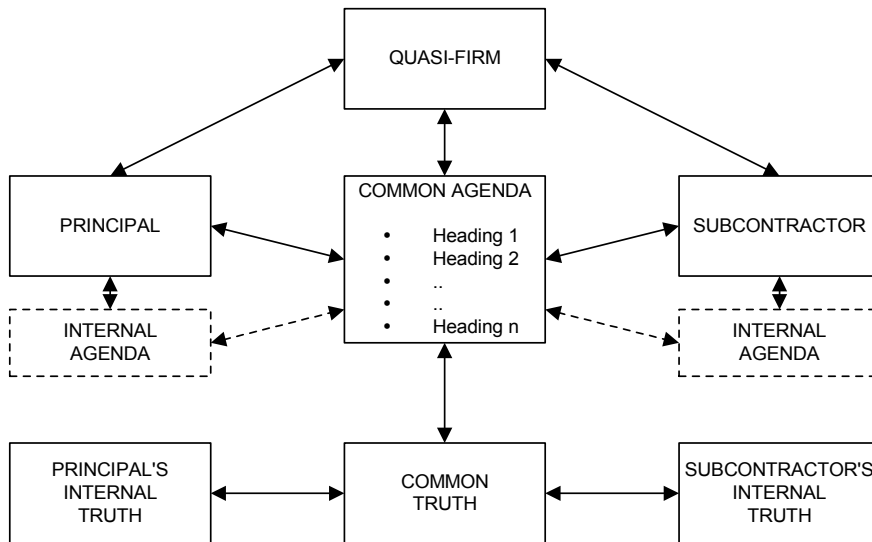 QUASI-FIRM
PRINCIPAL
COMMON AGENDA
• Heading 1
• Heading 2
• ..
• ..
• Heading n
SUBCONTRACTOR
INTERNAL
AGENDA
INTERNAL
AGENDA
PRINCIPAL'S
INTERNAL
TRUTH
COMMON
TRUTH
SUBCONTRACTOR'S
INTERNAL
TRUTH